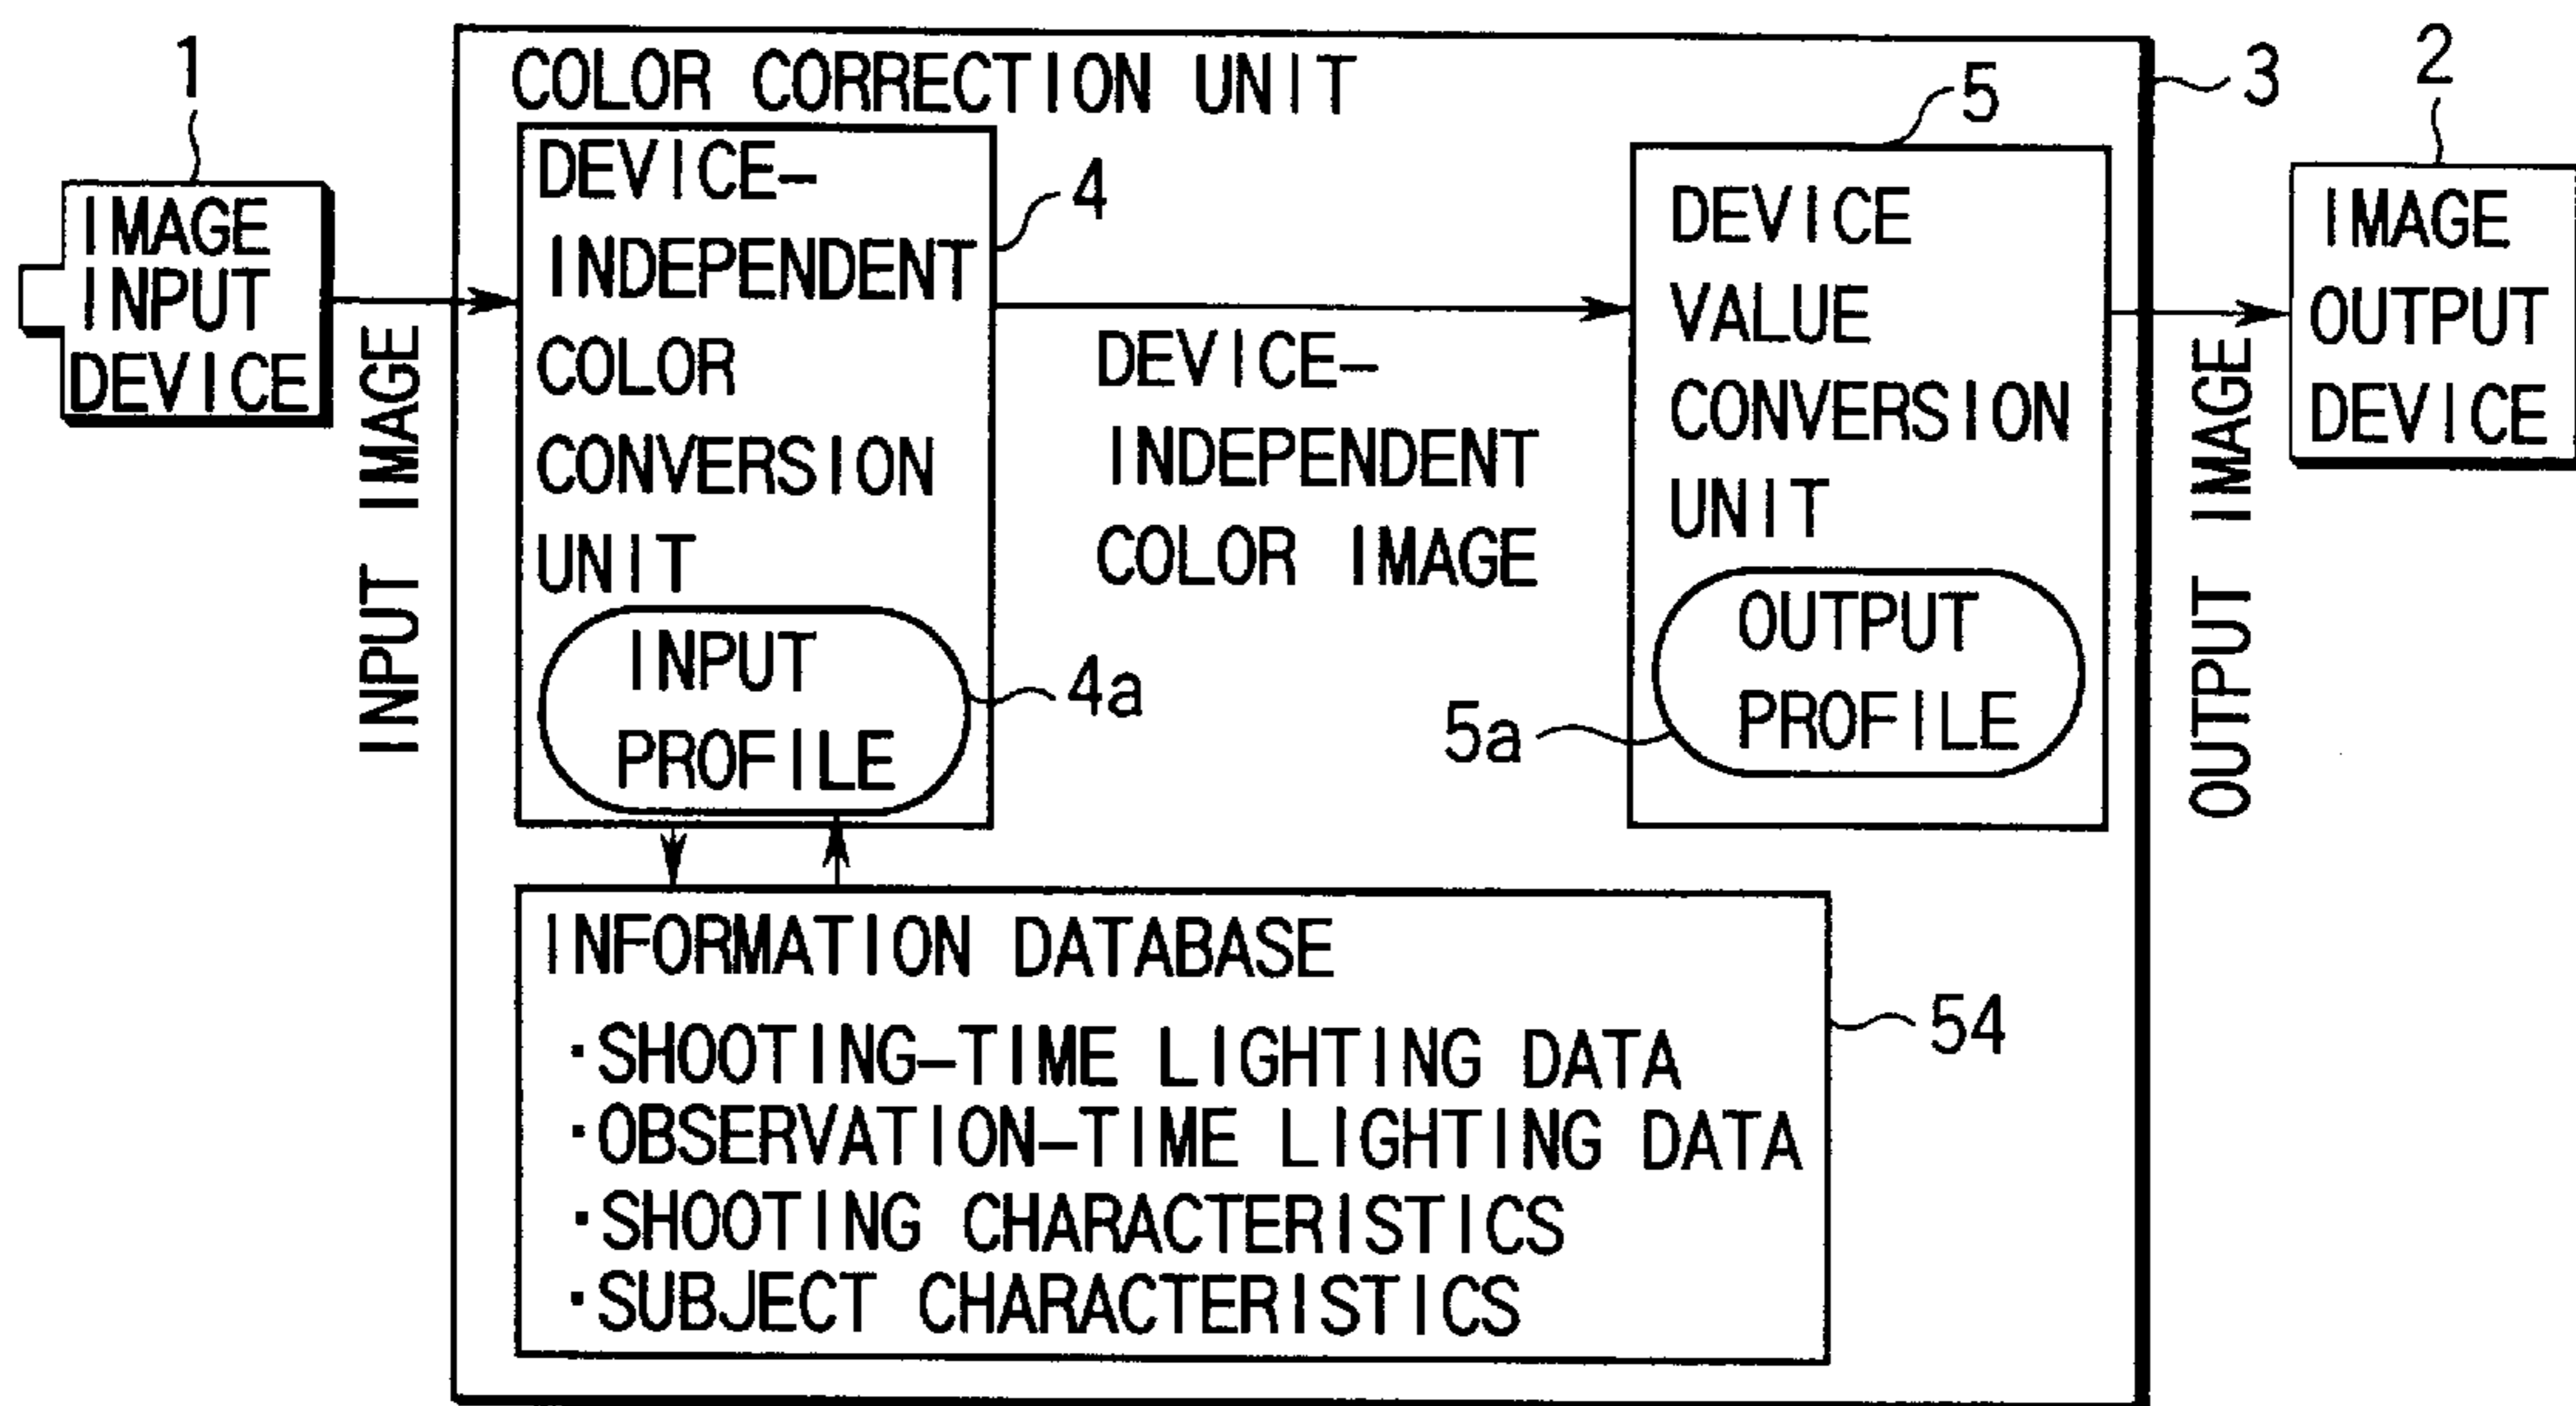 1
IMAGE
INPUT
DEVICE
INPUT IMAGE
COLOR CORRECTION UNIT
3
DEVICE-
INDEPENDENT
COLOR
CONVERSION
UNIT
4
INPUT
PROFILE
4a
DEVICE-
INDEPENDENT
COLOR IMAGE
5
DEVICE
VALUE
CONVERSION
UNIT
OUTPUT
PROFILE
5a
INFORMATION DATABASE
·SHOOTING-TIME LIGHTING DATA
·OBSERVATION-TIME LIGHTING DATA
·SHOOTING CHARACTERISTICS
·SUBJECT CHARACTERISTICS
54
OUTPUT IMAGE
2
IMAGE
OUTPUT
DEVICE